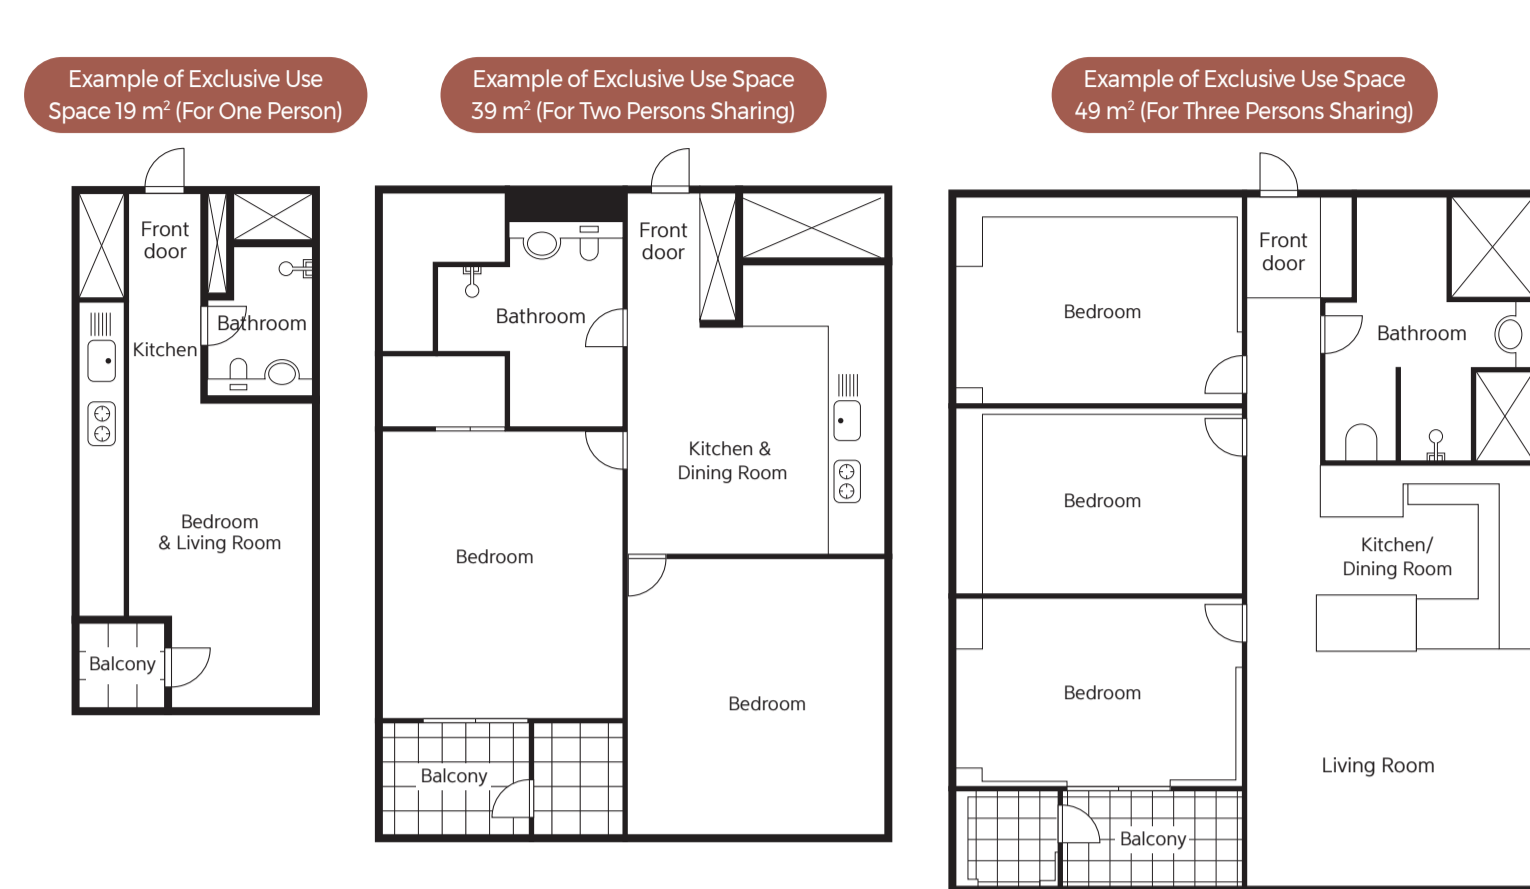 Example of Exclusive Use
Space 19 m² (For One Person)
Front
door
Kitchen
Bathroom
Bedroom
& Living Room
Balcony
Example of Exclusive Use Space
39 m² (For Two Persons Sharing)
Front
door
Bathroom
Kitchen &
Dining Room
Bedroom
Bedroom
Balcony
Example of Exclusive Use Space
49 m² (For Three Persons Sharing)
Front
door
Bedroom
Bathroom
Bedroom
Kitchen/
Dining Room
Bedroom
Living Room
Balcony